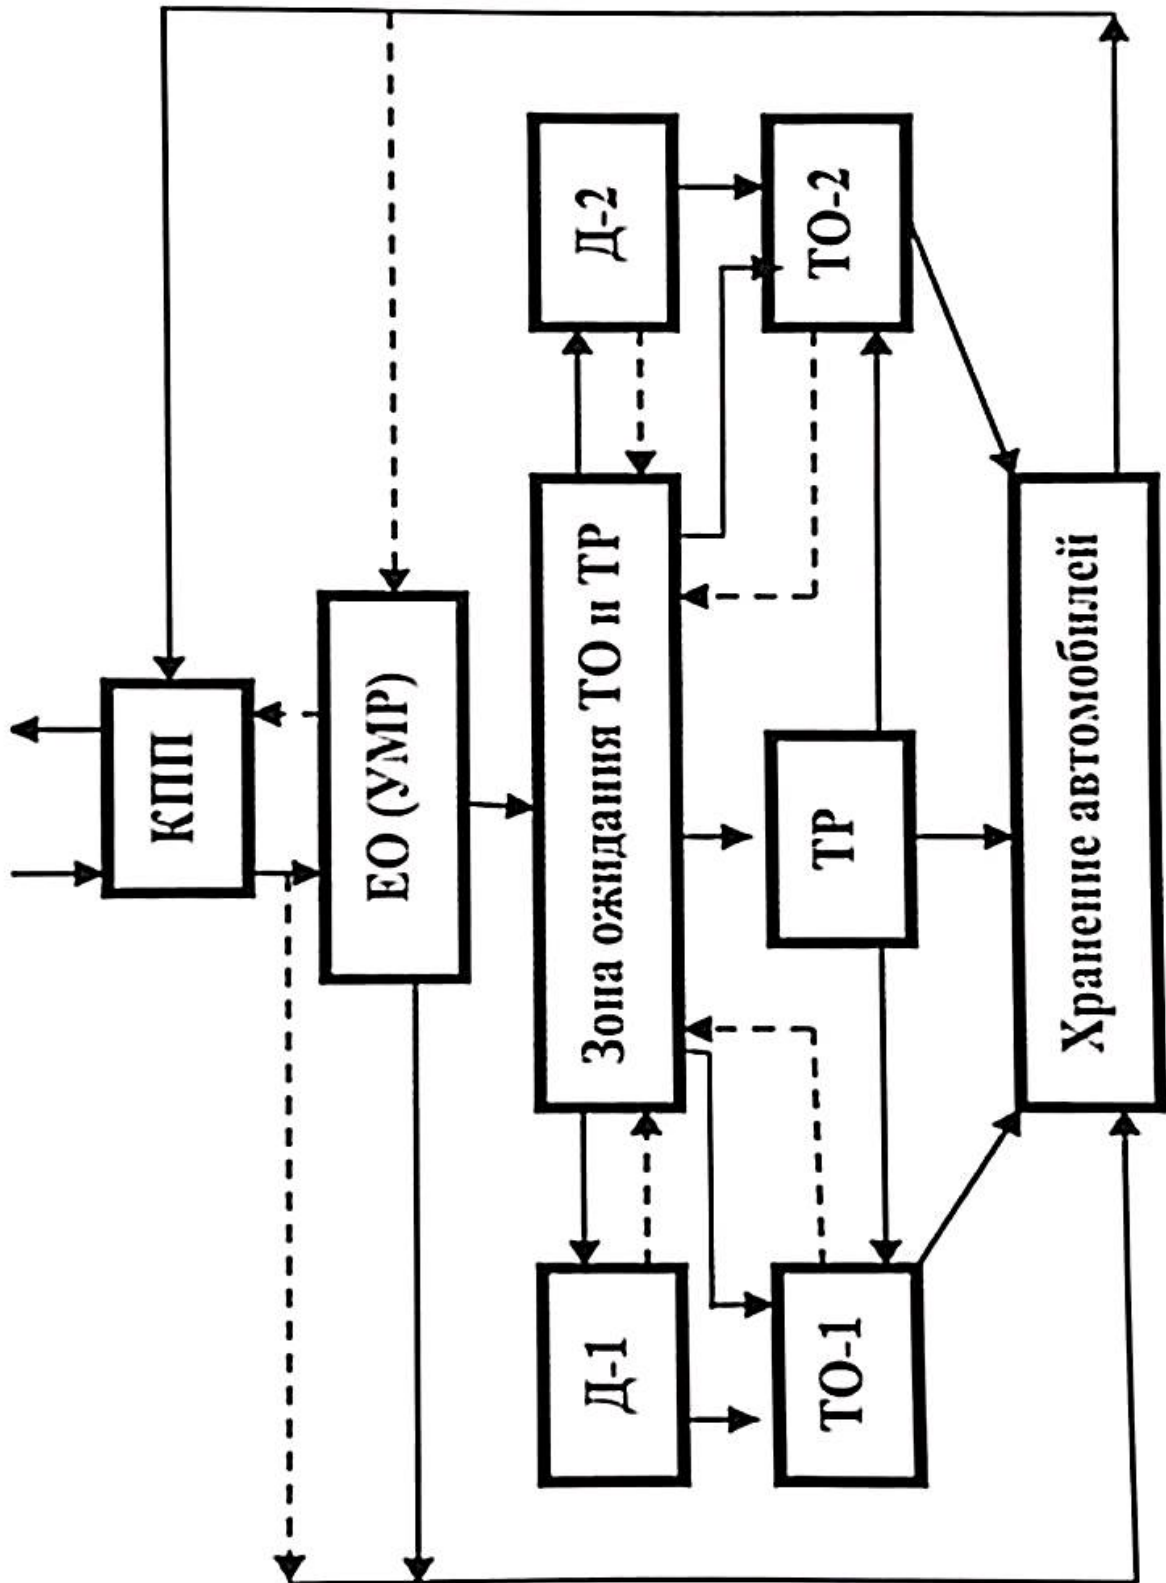 КПП
ЕО (УМР)
Д-1
Зона ожидания ТО и ТР
Д-2
ТО-1
ТР
ТО-2
Хранение автомобилей